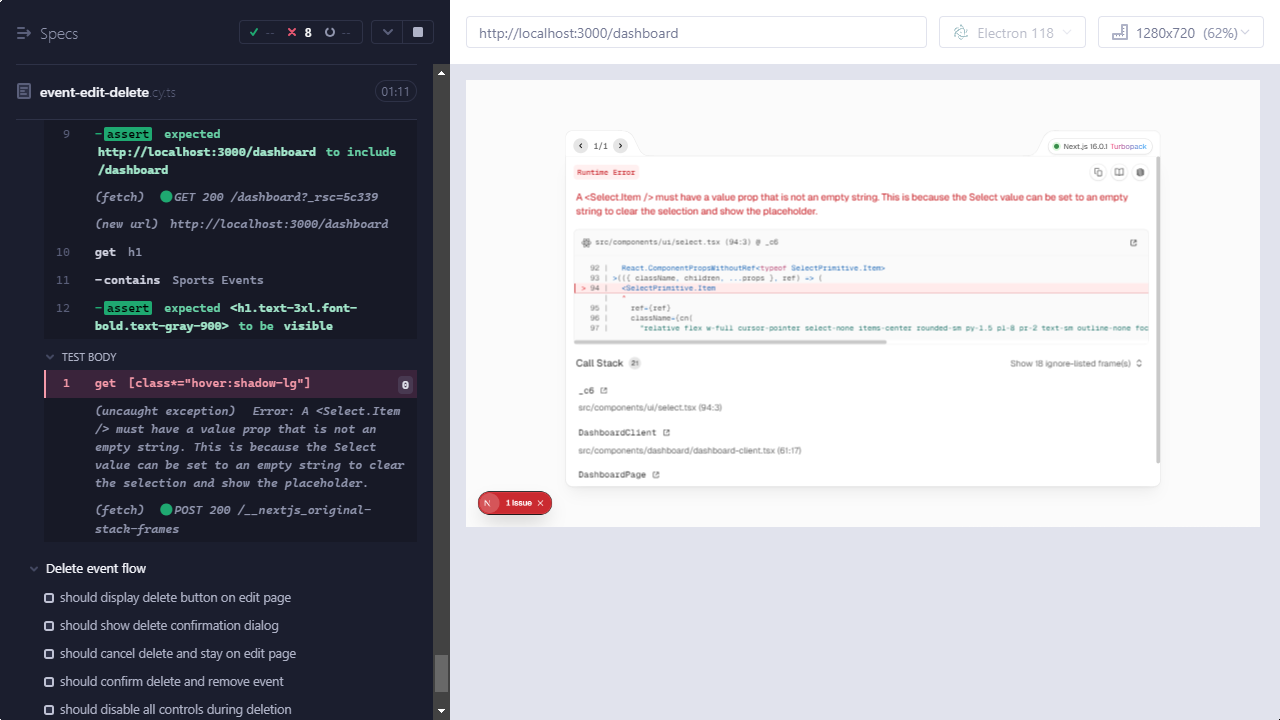 Specs
-- 8 --
event-edit-delete.cy.ts 01:11
9 -assert expected
http://localhost:3000/dashboard to include
/dashboard
(fetch) GET 200 /dashboard?_rsc=5c339
(new url) http://localhost:3000/dashboard
10 get h1
11 -contains Sports Events
12 -assert expected <h1.text-3xl.font-
bold.text-gray-900> to be visible
TEST BODY
1 get [class*="hover:shadow-lg"] 0
(uncaught exception) Error: A <Select.Item
/> must have a value prop that is not an
empty string. This is because the Select
value can be set to an empty string to clear
the selection and show the placeholder.
(fetch) POST 200 /__nextjs_original-
stack-frames
Delete event flow
should display delete button on edit page
should show delete confirmation dialog
should cancel delete and stay on edit page
should confirm delete and remove event
should disable all controls during deletion
http://localhost:3000/dashboard
Electron 118
1280x720 (62%)
1/1
Next.js 16.0.1 Turbopack
Runtime Error
A <Select.Item /> must have a value prop that is not an empty string. This is because the Select value can be set to an empty
string to clear the selection and show the placeholder.
src/components/ui/select.tsx (94:3) @ _c6
92 | React.ComponentPropsWithoutRef<typeof SelectPrimitive.Item>
93 | >(({ className, children, ...props }, ref) => (
> 94 | <SelectPrimitive.Item
| ^
95 | ref={ref}
96 | className={cn(
97 | "relative flex w-full cursor-pointer select-none items-center rounded-sm py-1.5 pl-8 pr-2 text-sm outline-none foc
Call Stack 21
Show 18 ignore-listed frame(s)
_c6
src/components/ui/select.tsx (94:3)
DashboardClient
src/components/dashboard/dashboard-client.tsx (61:17)
DashboardPage
N 1 Issue